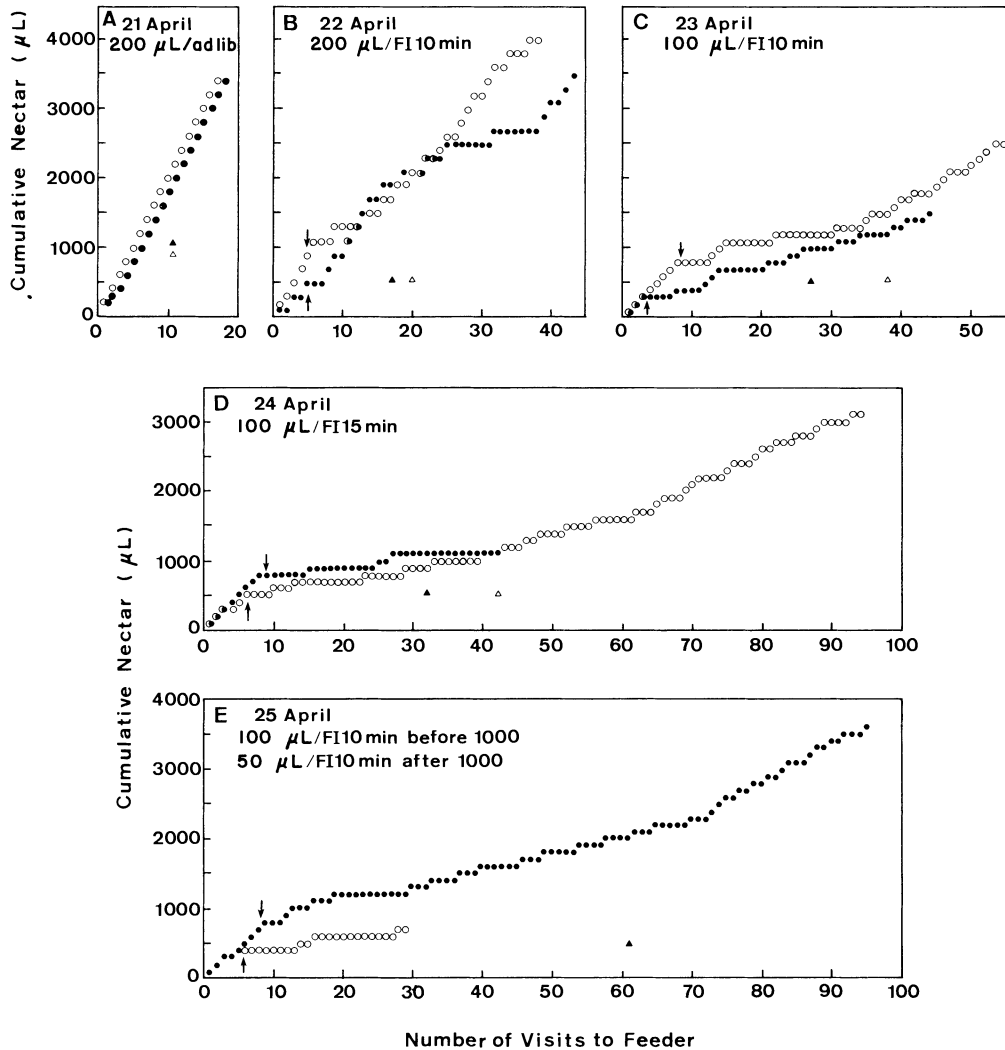 A 21 April
200 μL/ad lib
B 22 April
200 μL/FI 10 min
C 23 April
100 μL/FI 10 min
Cumulative Nectar (μL)
4000
3000
2000
1000
0
0 10 20
0 10 20 30 40
0 10 20 30 40 50
D 24 April
100 μL/FI 15 min
3000
2000
1000
0
0 10 20 30 40 50 60 70 80 90 100
Cumulative Nectar (μL)
E 25 April
100 μL/FI 10 min before 1000
50 μL/FI 10 min after 1000
4000
3000
2000
1000
0
0 10 20 30 40 50 60 70 80 90 100
Number of Visits to Feeder